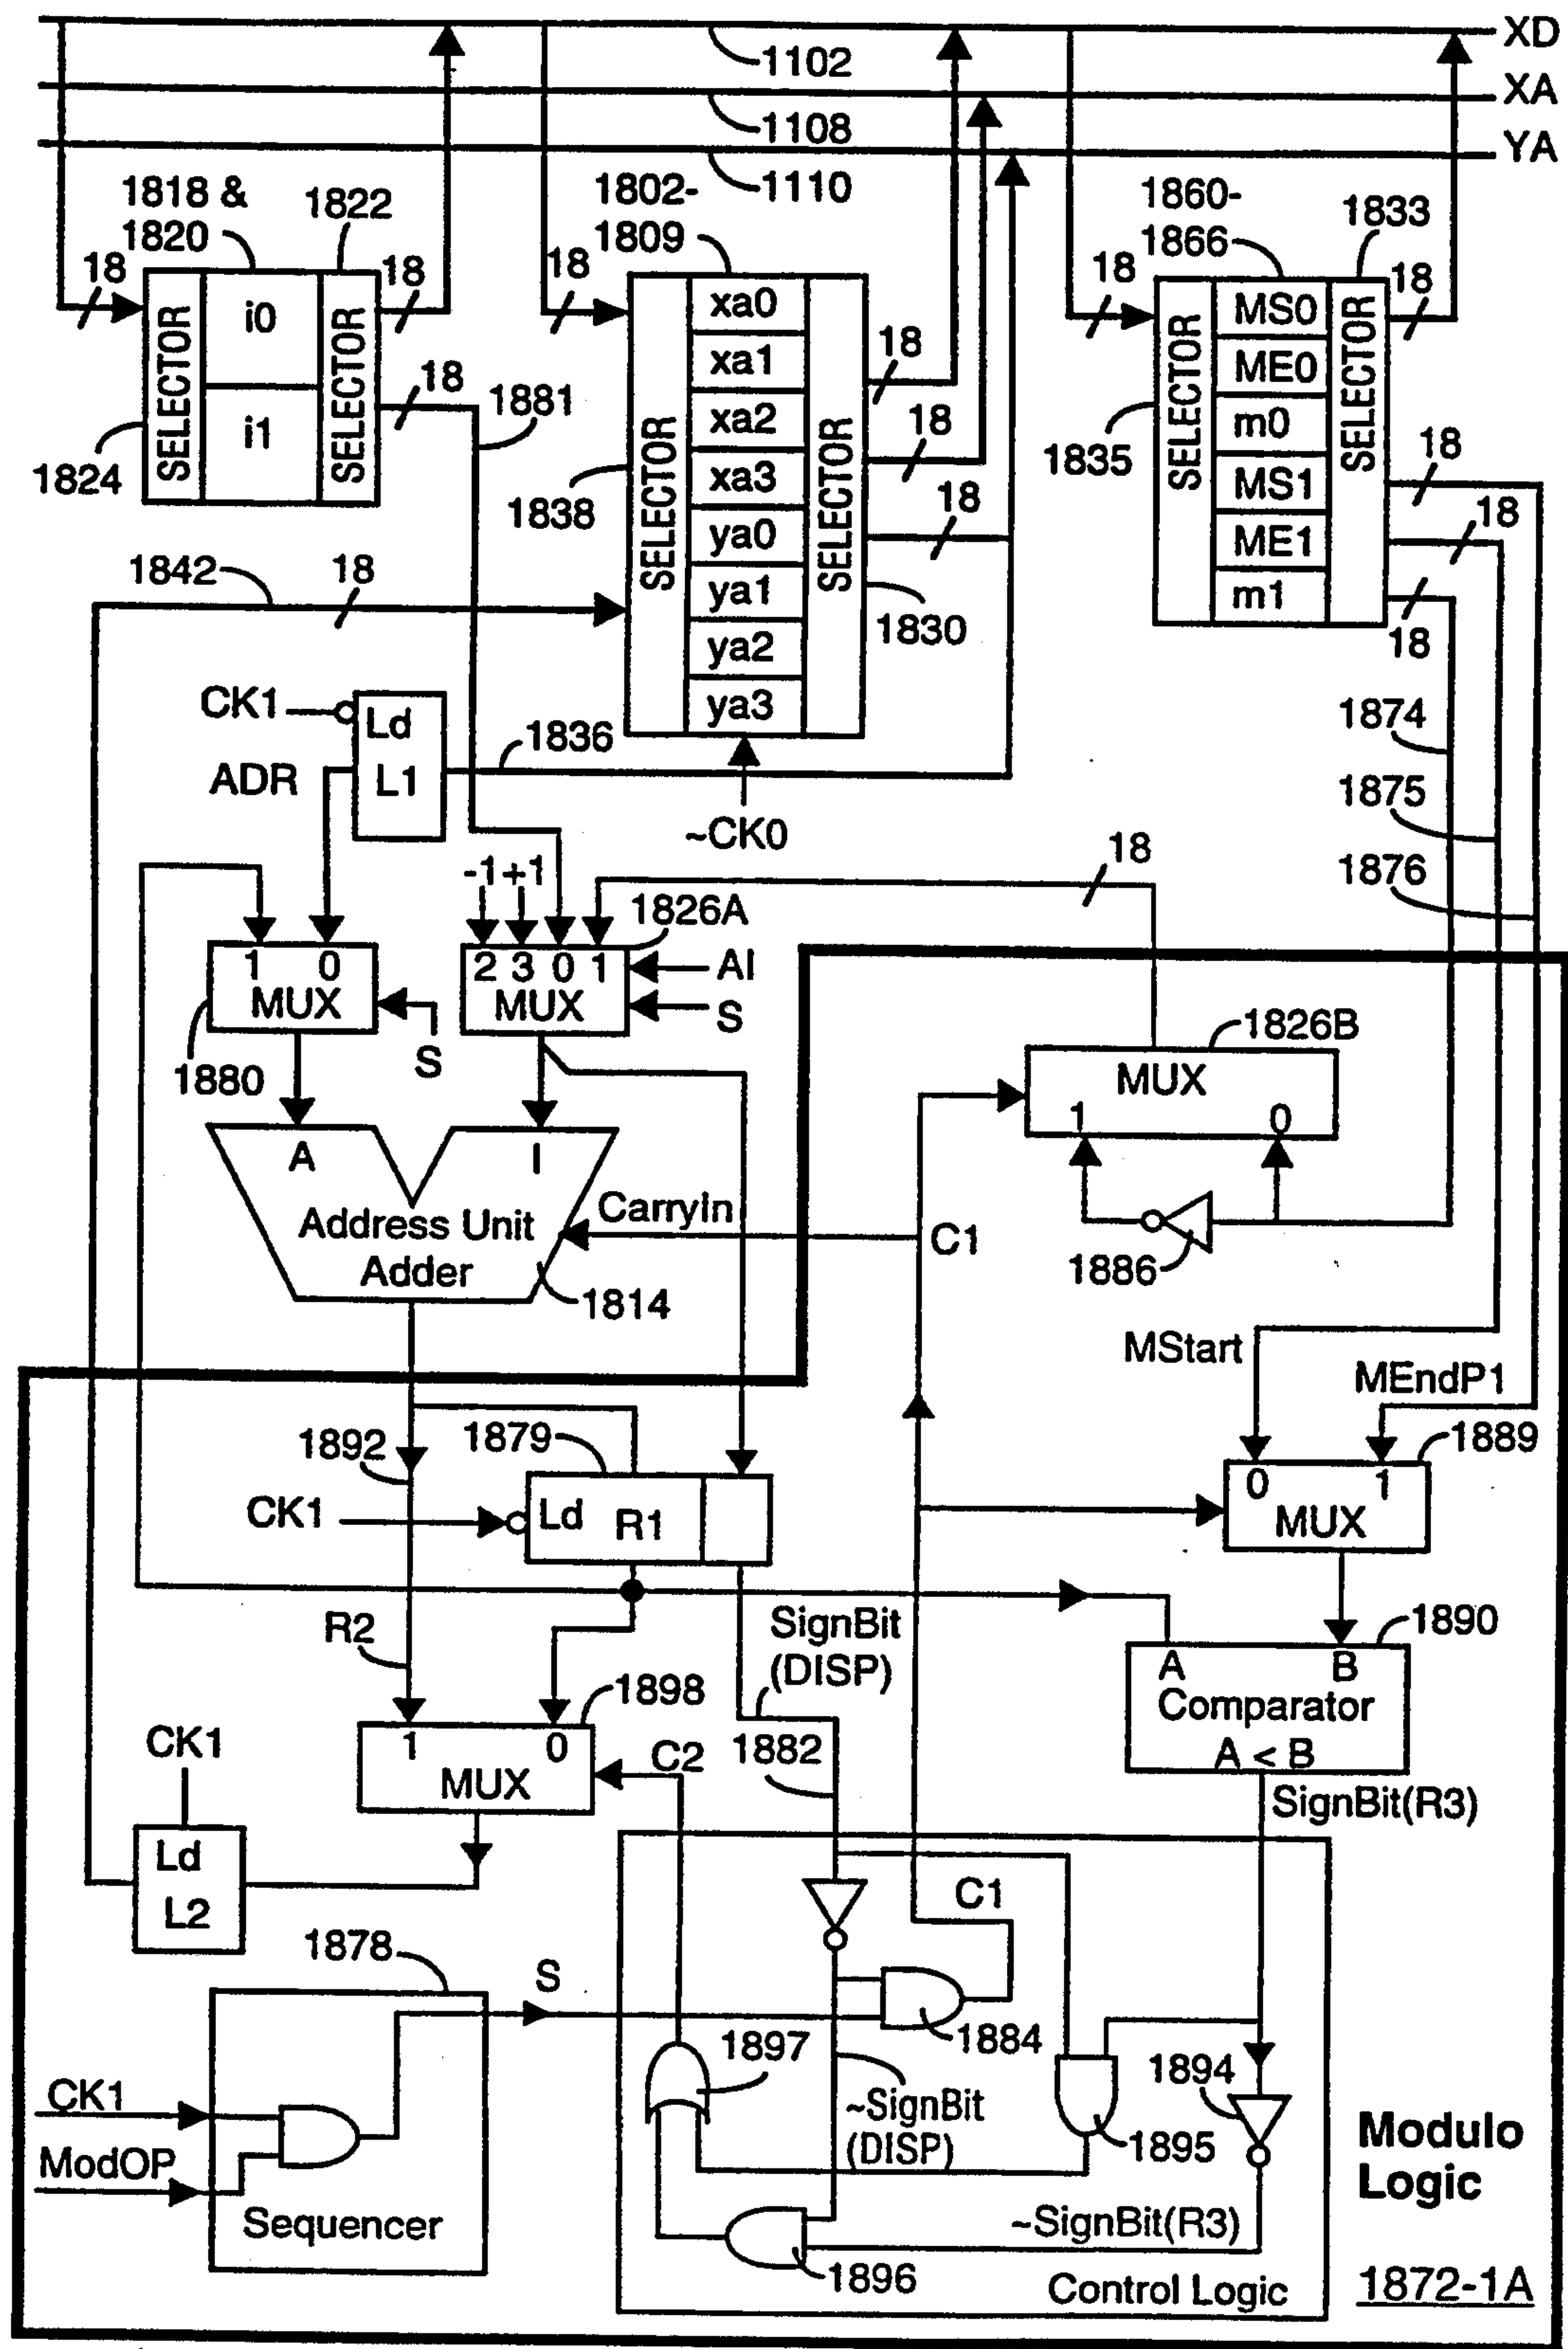 XD
1102
XA
1108
YA
1110
1818 &
1820
1822
1802-
1809
1860-
1866
1833
18
18
18
18
18
SELECTOR
i0
i1
SELECTOR
18
1881
1824
SELECTOR
xa0
xa1
xa2
xa3
ya0
ya1
ya2
ya3
SELECTOR
18
18
18
1838
1830
SELECTOR
MS0
ME0
m0
MS1
ME1
m1
SELECTOR
1835
18
18
18
1842
18
CK1
Ld
L1
ADR
1836
~CK0
1874
1875
1876
-1
+1
18
1826A
1 0
MUX
S
1880
2 3 0 1
MUX
AI
S
1826B
MUX
1 0
A
I
Address Unit
Adder
CarryIn
C1
1814
1886
MStart
MEndP1
1892
1879
1889
CK1
Ld R1
0 1
MUX
R2
SignBit
(DISP)
1890
A B
Comparator
A < B
1898
1 0
MUX
C2
1882
SignBit(R3)
CK1
Ld
L2
C1
1878
S
1884
1897
1894
~SignBit
(DISP)
1895
CK1
ModOP
Sequencer
~SignBit(R3)
1896
Control Logic
Modulo
Logic
1872-1A